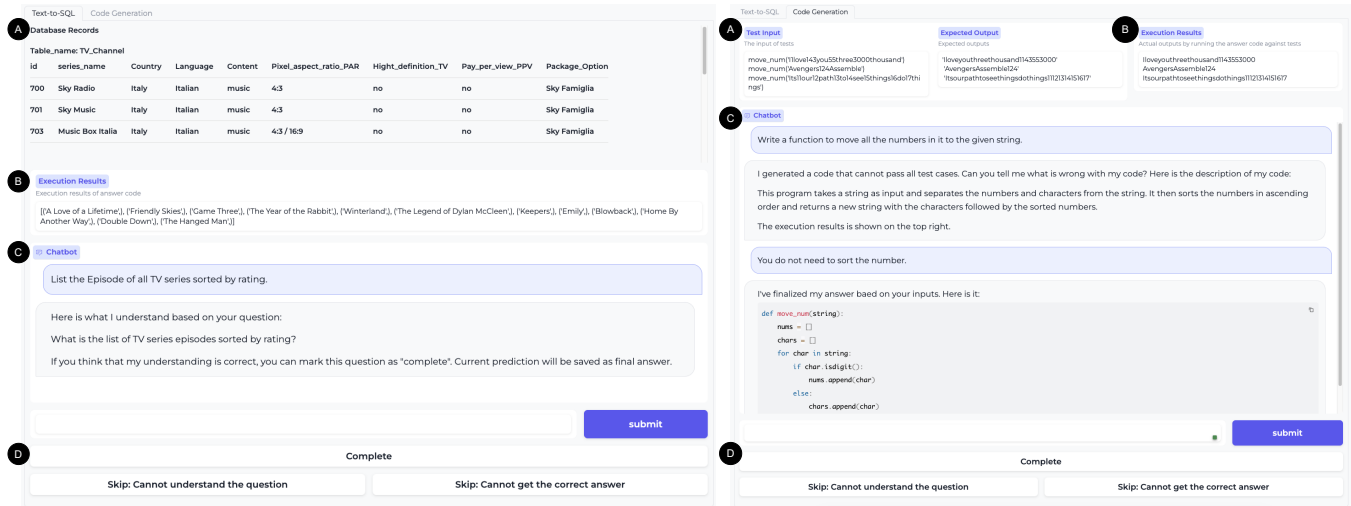 Text-to-SQL Code Generation
A
Database Records
Table_name: TV_Channel
id series_name Country Language Content Pixel_aspect_ratio_PAR Hight_definition_TV Pay_per_view_PPV Package_Option
700 Sky Radio Italy Italian music 4:3 no no Sky Famiglia
701 Sky Music Italy Italian music 4:3 no no Sky Famiglia
703 Music Box Italia Italy Italian music 4:3 / 16:9 no no Sky Famiglia
B
Execution Results
Execution results of answer code
[('A Love of a Lifetime',), ('Friendly Skies',), ('Game Three',), ('The Year of the Rabbit',), ('Winterland',), ('The Legend of Dylan McCleen',), ('Keepers',), ('Emily',), ('Blowback',), ('Home By
Another Way',), ('Double Down',), ('The Hanged Man',)]
C
Chatbot
List the Episode of all TV series sorted by rating.
Here is what I understand based on your question:
What is the list of TV series episodes sorted by rating?
If you think that my understanding is correct, you can mark this question as "complete". Current prediction will be saved as final answer.
submit
D
Complete
Skip: Cannot understand the question
Skip: Cannot get the correct answer
Text-to-SQL Code Generation
A
Test Input
The input of tests
move_num('I1love143you55three3000thousand')
move_num('Avengers124Assemble')
move_num('Its11our12path13to14see15things16do17thi
ngs')
Expected Output
Expected outputs
'Iloveyouthreethousand1143553000'
'AvengersAssemble124'
'Itsourpathtoseethingsdothings11121314151617'
B
Execution Results
Actual outputs by running the answer code against tests
Iloveyouthreethousand1143553000
AvengersAssemble124
Itsourpathtoseethingsdothings11121314151617
C
Chatbot
Write a function to move all the numbers in it to the given string.
I generated a code that cannot pass all test cases. Can you tell me what is wrong with my code? Here is the description of my code:
This program takes a string as input and separates the numbers and characters from the string. It then sorts the numbers in ascending
order and returns a new string with the characters followed by the sorted numbers.
The execution results is shown on the top right.
You do not need to sort the number.
I've finalized my answer baed on your inputs. Here is it:
def move_num(string):
nums = []
chars = []
for char in string:
if char.isdigit():
nums.append(char)
else:
chars.append(char)
submit
D
Complete
Skip: Cannot understand the question
Skip: Cannot get the correct answer